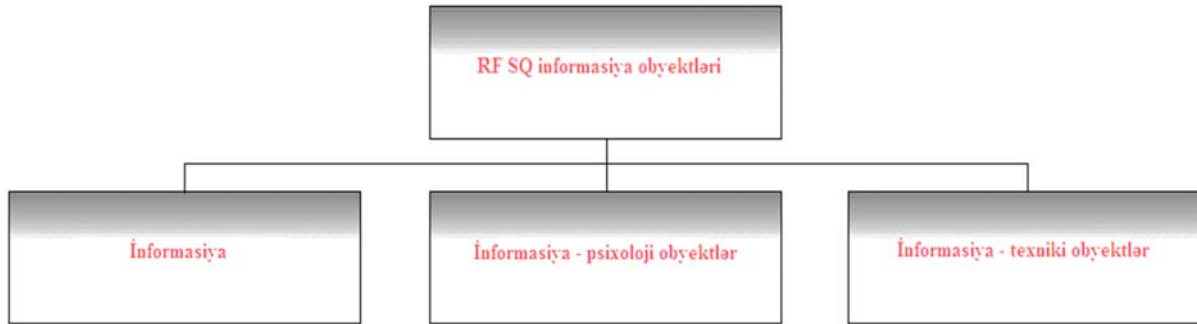 RF SQ informasiya obyektləri
İnformasiya
İnformasiya - psixoloji obyektlər
İnformasiya - texniki obyektlər